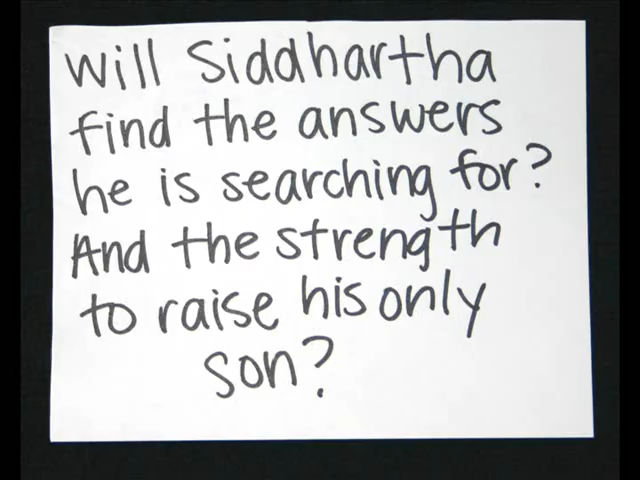 Will Siddhartha
find the answers
he is searching for?
And the strength
to raise his only
son?